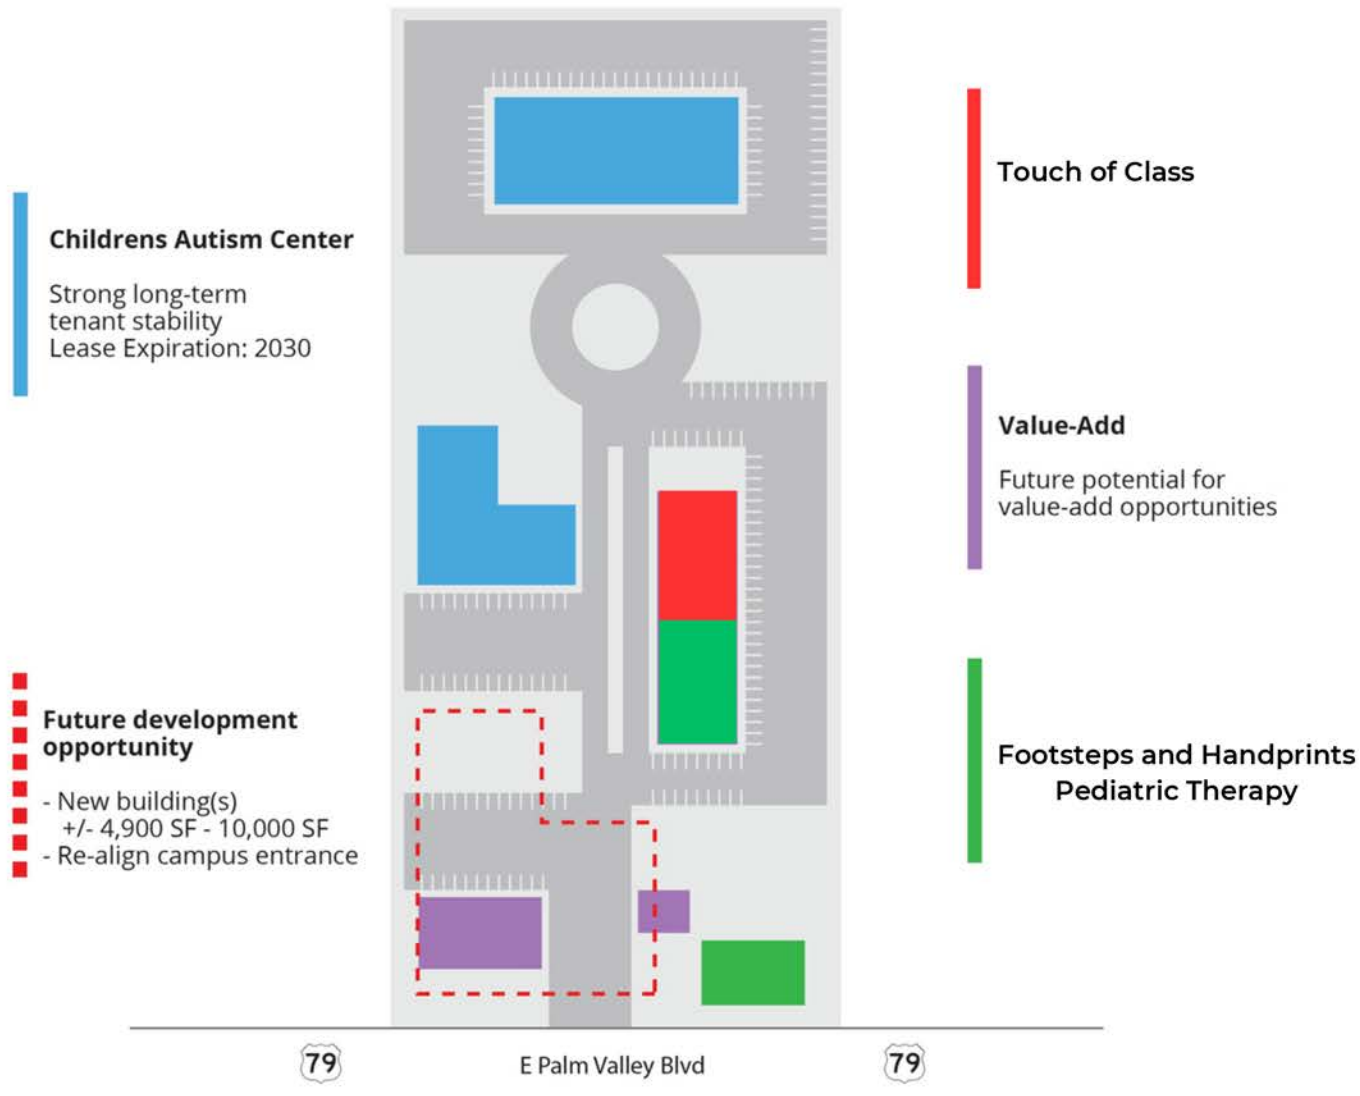 Childrens Autism Center
Strong long-term
tenant stability
Lease Expiration: 2030
Future development
opportunity
- New building(s)
+/- 4,900 SF - 10,000 SF
- Re-align campus entrance
Touch of Class
Value-Add
Future potential for
value-add opportunities
Footsteps and Handprints
Pediatric Therapy
79
E Palm Valley Blvd
79